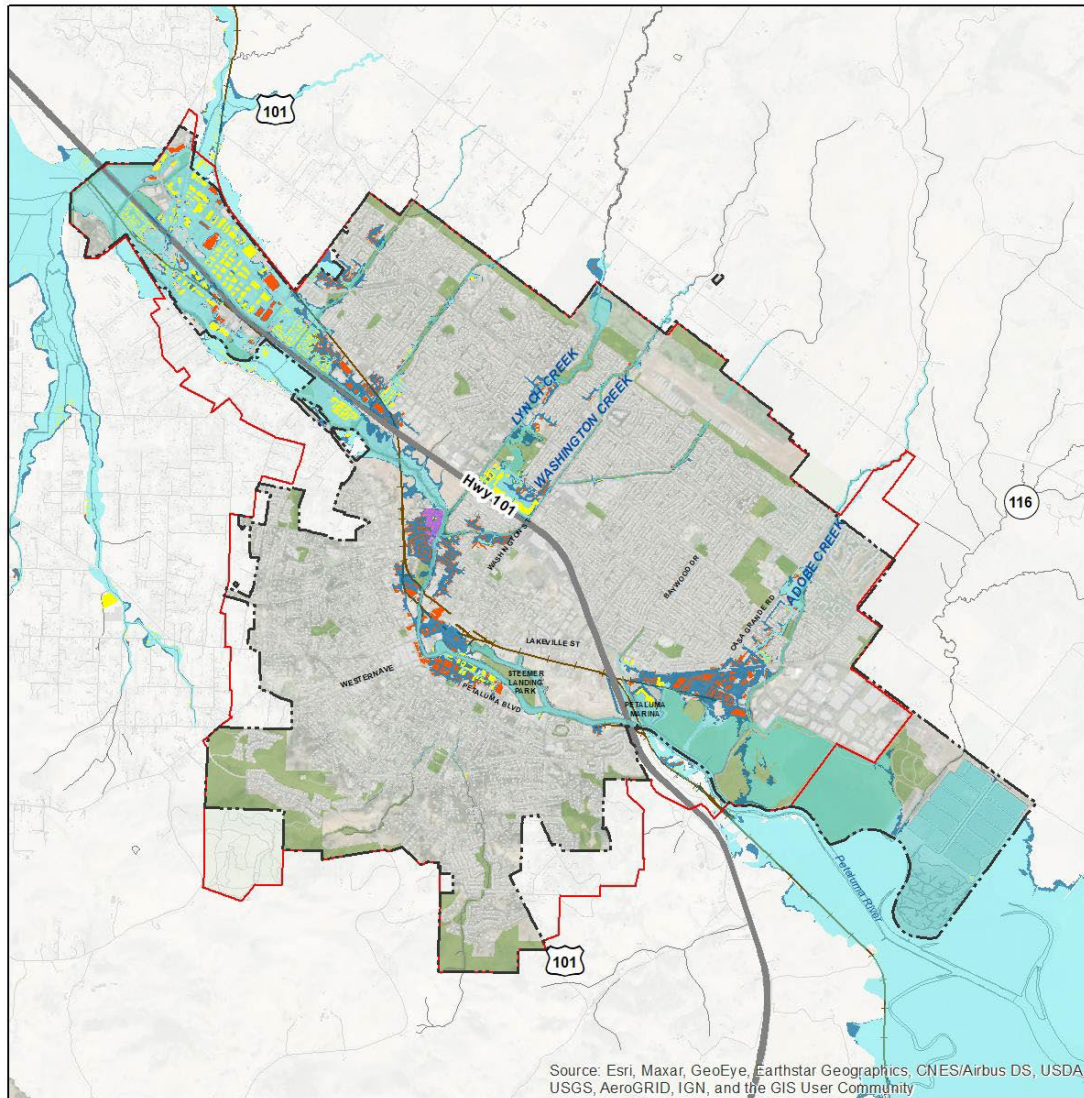 101
LYNCH CREEK
WASHINGTON CREEK
Hwy 101
116
WASHINGTON ST
BAYWOOD DR
CASA GRANDE RD
ADOBE CREEK
LAKEVILLE ST
WESTERN AVE
STEEMER
LANDING
PARK
PETALUMA BLVD
PETALUMA
MARINA
Petaluma River
101
Source: Esri, Maxar, GeoEye, Earthstar Geographics, CNES/Airbus DS, USDA,
USGS, AeroGRID, IGN, and the GIS User Community